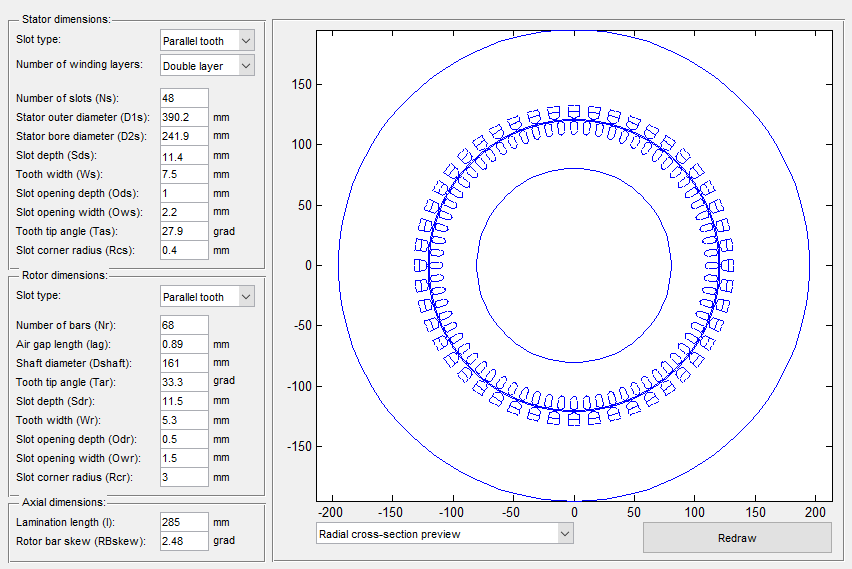 Stator dimensions:
Slot type: Parallel tooth
Number of winding layers: Double layer
Number of slots (Ns): 48
Stator outer diameter (D1s): 390.2 mm
Stator bore diameter (D2s): 241.9 mm
Slot depth (Sds): 11.4 mm
Tooth width (Ws): 7.5 mm
Slot opening depth (Ods): 1 mm
Slot opening width (Ows): 2.2 mm
Tooth tip angle (Tas): 27.9 grad
Slot corner radius (Rcs): 0.4 mm
Rotor dimensions:
Slot type: Parallel tooth
Number of bars (Nr): 68
Air gap length (lag): 0.89 mm
Shaft diameter (Dshaft): 161 mm
Tooth tip angle (Tar): 33.3 grad
Slot depth (Sdr): 11.5 mm
Tooth width (Wr): 5.3 mm
Slot opening depth (Odr): 0.5 mm
Slot opening width (Owr): 1.5 mm
Slot corner radius (Rcr): 3 mm
Axial dimensions:
Lamination length (l): 285 mm
Rotor bar skew (RBskew): 2.48 grad
150
100
50
0
-50
-100
-150
-200 -150 -100 -50 0 50 100 150 200
Radial cross-section preview
Redraw